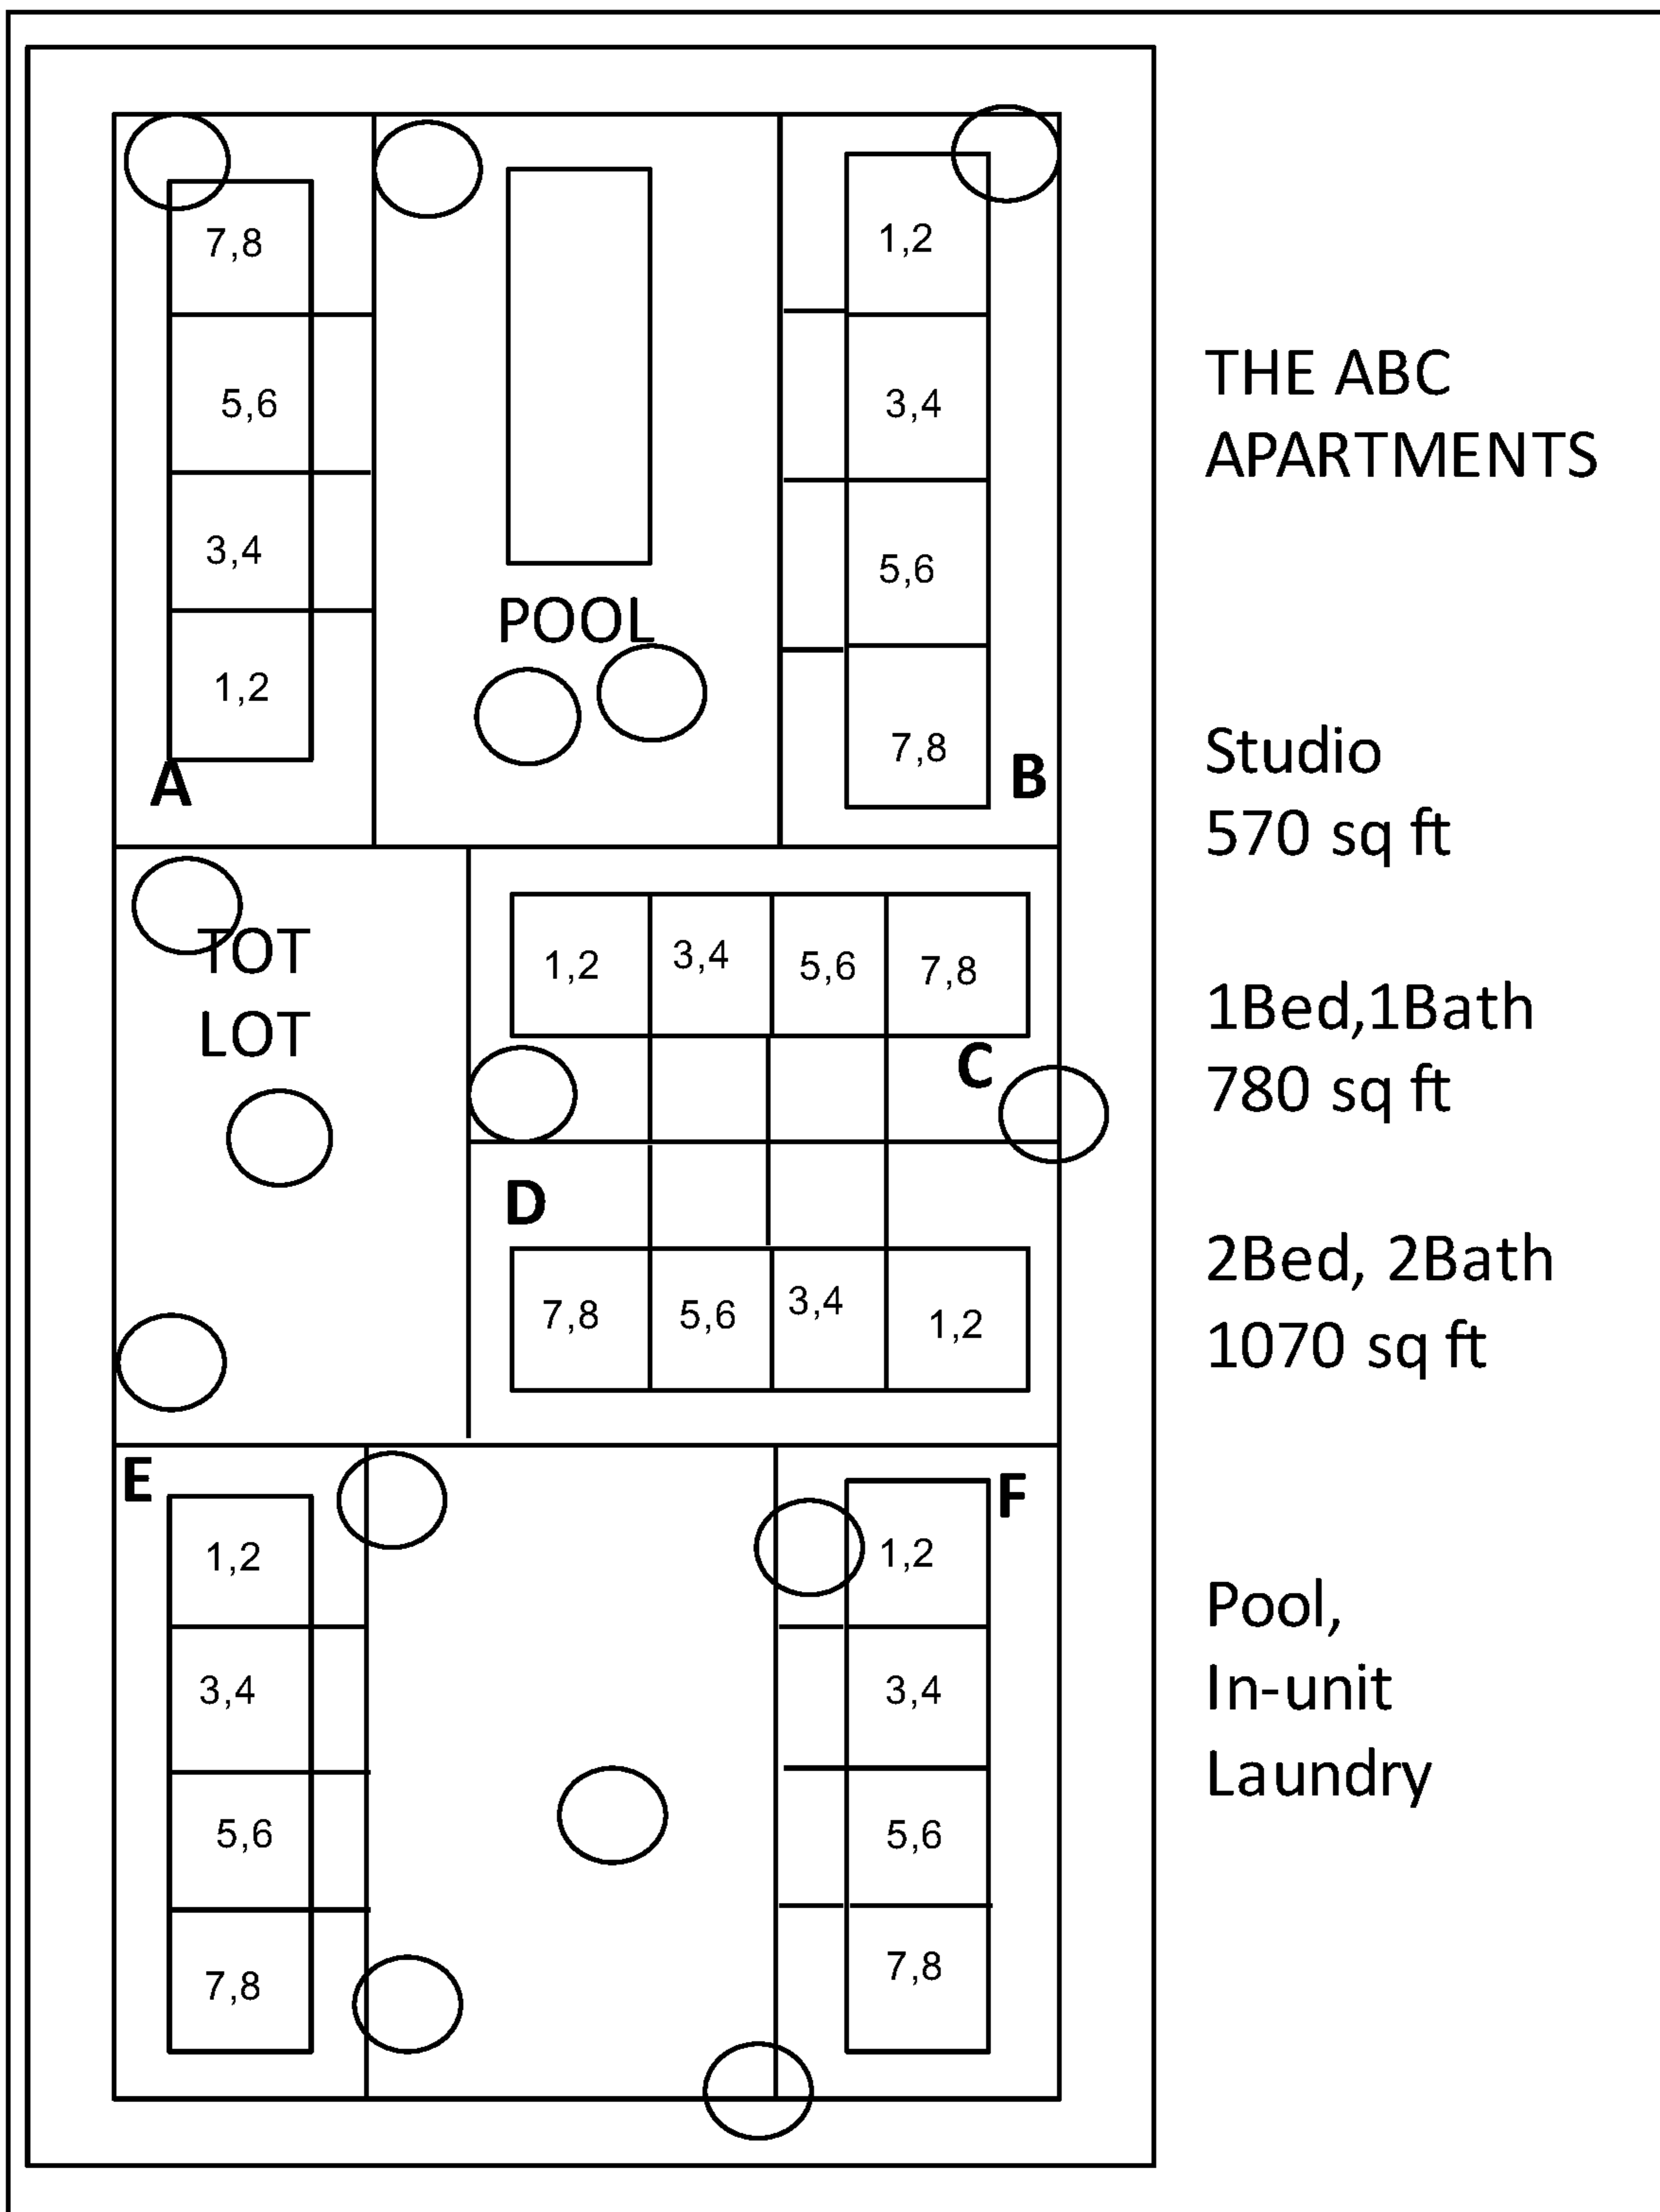 7,8
5,6
3,4
1,2
A
POOL
1,2
3,4
5,6
7,8
B
THE ABC
APARTMENTS
Studio
570 sq ft
1Bed,1Bath
780 sq ft
2Bed, 2Bath
1070 sq ft
Pool,
In-unit
Laundry
TOT
LOT
1,2 3,4 5,6 7,8
C
D
7,8 5,6 3,4 1,2
E
1,2
3,4
5,6
7,8
F
1,2
3,4
5,6
7,8